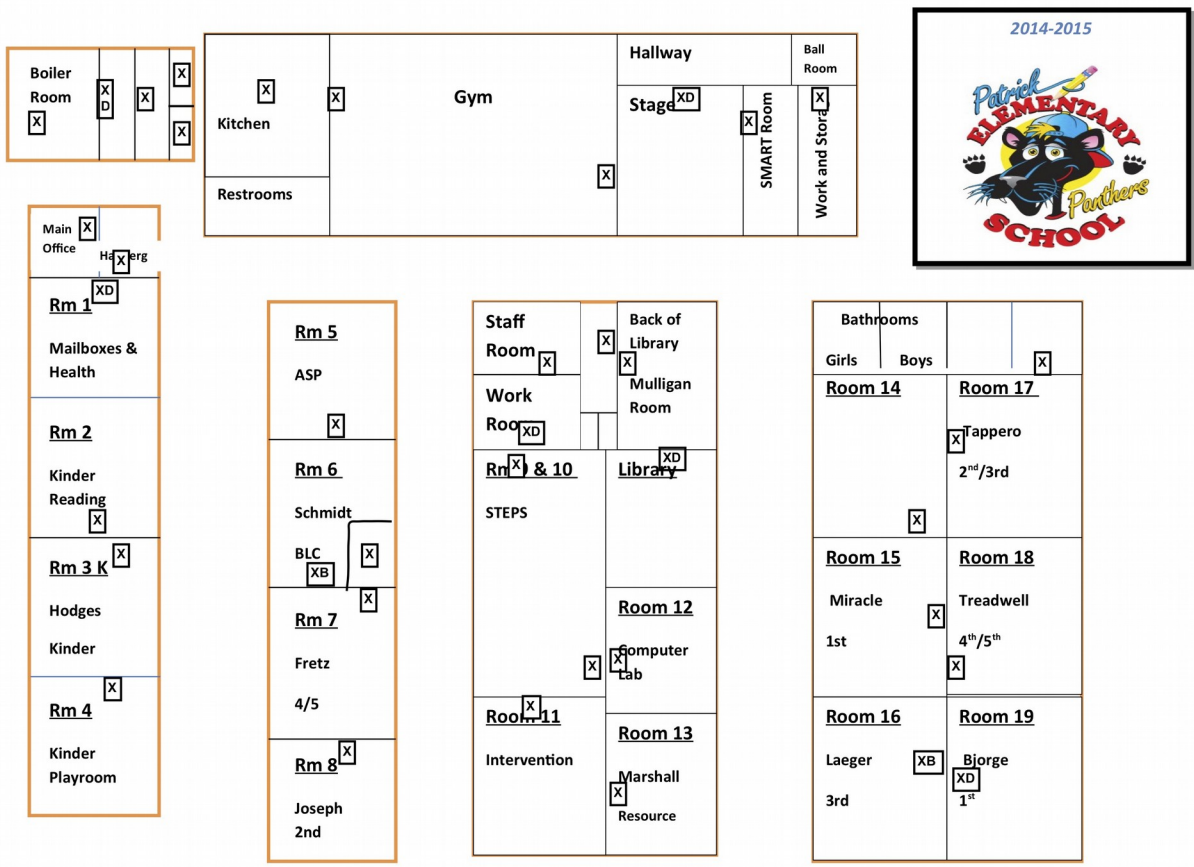 2014-2015
Patrick
ELEMENTARY
Panthers
SCHOOL
Boiler
Room
X
X
D
X
X
X
Kitchen
X
Restrooms
X
Gym
X
Hallway
Ball
Room
Stage
XD
X
SMART Room
X
Work and Stora
Main
Office
X
X
XD
Rm 1
Mailboxes &
Health
Rm 2
Kinder
Reading
X
Rm 3 K
X
Hodges
Kinder
X
Rm 4
Kinder
Playroom
Rm 5
ASP
X
Rm 6
Schmidt
BLC
XB
X
X
Rm 7
Fretz
4/5
Rm 8
X
Joseph
2nd
Staff
Room
X
X
Work
Roo
XD
Back of
Library
X
Mulligan
Room
X
& 10
STEPS
X
XD
Library
Room 12
X
Computer
Lab
X
Room 11
Intervention
Room 13
Marshall
X
Resource
Bathrooms
Girls Boys
X
Room 14
X
Room 17
X
Tappero
2nd/3rd
Room 15
Miracle
1st
X
Room 18
Treadwell
4th/5th
X
Room 16
Laeger
XB
3rd
Room 19
Bjorge
XD
1st